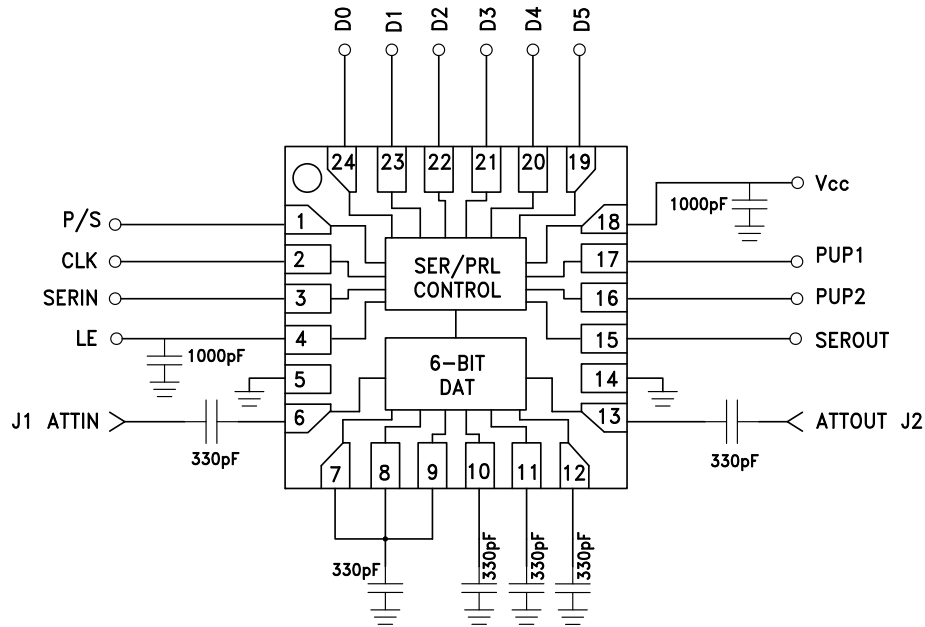 D0 D1 D2 D3 D4 D5
24 23 22 21 20 19
Vcc
1000pF
P/S 1 18
CLK 2 17 PUP1
SER/PRL
CONTROL
SERIN 3 16 PUP2
LE 4 15 SEROUT
1000pF
6-BIT
DAT
5 14
J1 ATTIN 6 13 ATTOUT J2
330pF 330pF
7 8 9 10 11 12
330pF 330pF 330pF 330pF